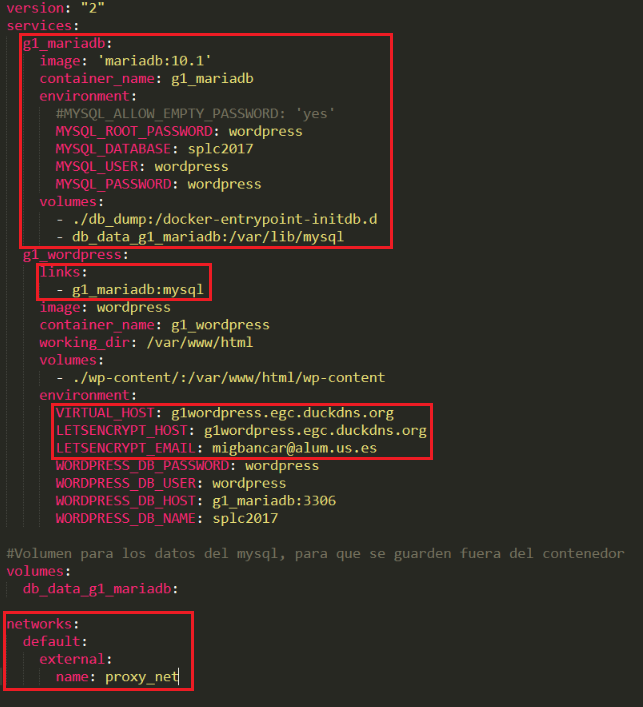 version: "2"
services:
  g1_mariadb:
    image: 'mariadb:10.1'
    container_name: g1_mariadb
    environment:
      #MYSQL_ALLOW_EMPTY_PASSWORD: 'yes'
      MYSQL_ROOT_PASSWORD: wordpress
      MYSQL_DATABASE: splc2017
      MYSQL_USER: wordpress
      MYSQL_PASSWORD: wordpress
    volumes:
      - ./db_dump:/docker-entrypoint-initdb.d
      - db_data_g1_mariadb:/var/lib/mysql
  g1_wordpress:
    links:
      - g1_mariadb:mysql
    image: wordpress
    container_name: g1_wordpress
    working_dir: /var/www/html
    volumes:
      - ./wp-content/:/var/www/html/wp-content
    environment:
      VIRTUAL_HOST: g1wordpress.egc.duckdns.org
      LETSENCRYPT_HOST: g1wordpress.egc.duckdns.org
      LETSENCRYPT_EMAIL: migbancar@alum.us.es
      WORDPRESS_DB_PASSWORD: wordpress
      WORDPRESS_DB_USER: wordpress
      WORDPRESS_DB_HOST: g1_mariadb:3306
      WORDPRESS_DB_NAME: splc2017
#Volumen para los datos del mysql, para que se guarden fuera del contenedor
volumes:
  db_data_g1_mariadb:
networks:
  default:
    external:
      name: proxy_net